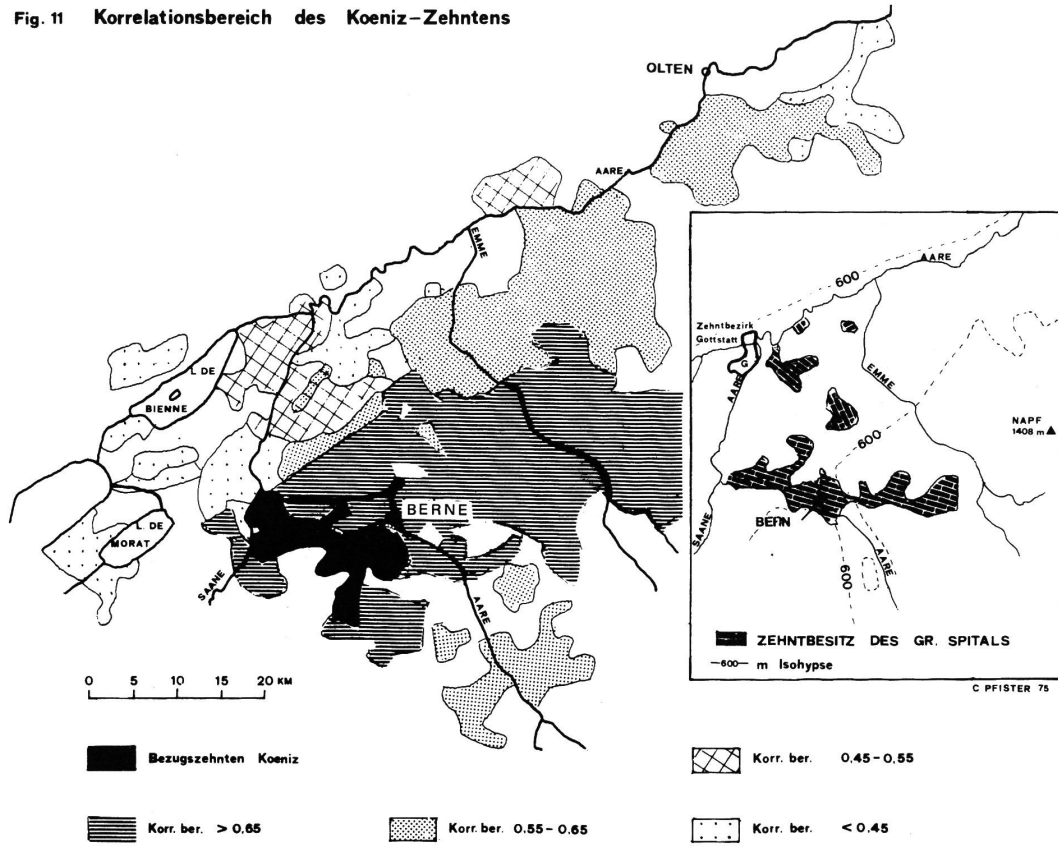 Fig. 11 Korrelationsbereich des Koeniz-Zehntens
OLTEN
AARE
EMME
L. DE
BIENNE
L. DE
MORAT
BERNE
SAANE
AARE
0 5 10 15 20 KM
600
AARE
Zehntbezirk
Gottstatt
G
AARE
EMME
NAPF
1408 m
600
BERN
SAANE
AARE
600
ZEHNTBESITZ DES GR. SPITALS
-600- m Isohypse
C PFISTER 75
Bezugszehnten Koeniz
Korr. ber. 0,45-0,55
Korr. ber. > 0,65
Korr. ber. 0.55-0.65
Korr. ber. < 0,45